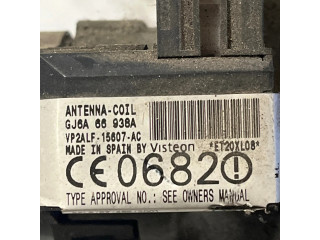 ANTENNA-COIL
GJ6A 66 938A
VP2ALF-15607-AC
MADE IN SPAIN BY Visteon *ET20XL08*
CE0682!
TYPE APPROVAL NO.: SEE OWNERS MANUAL